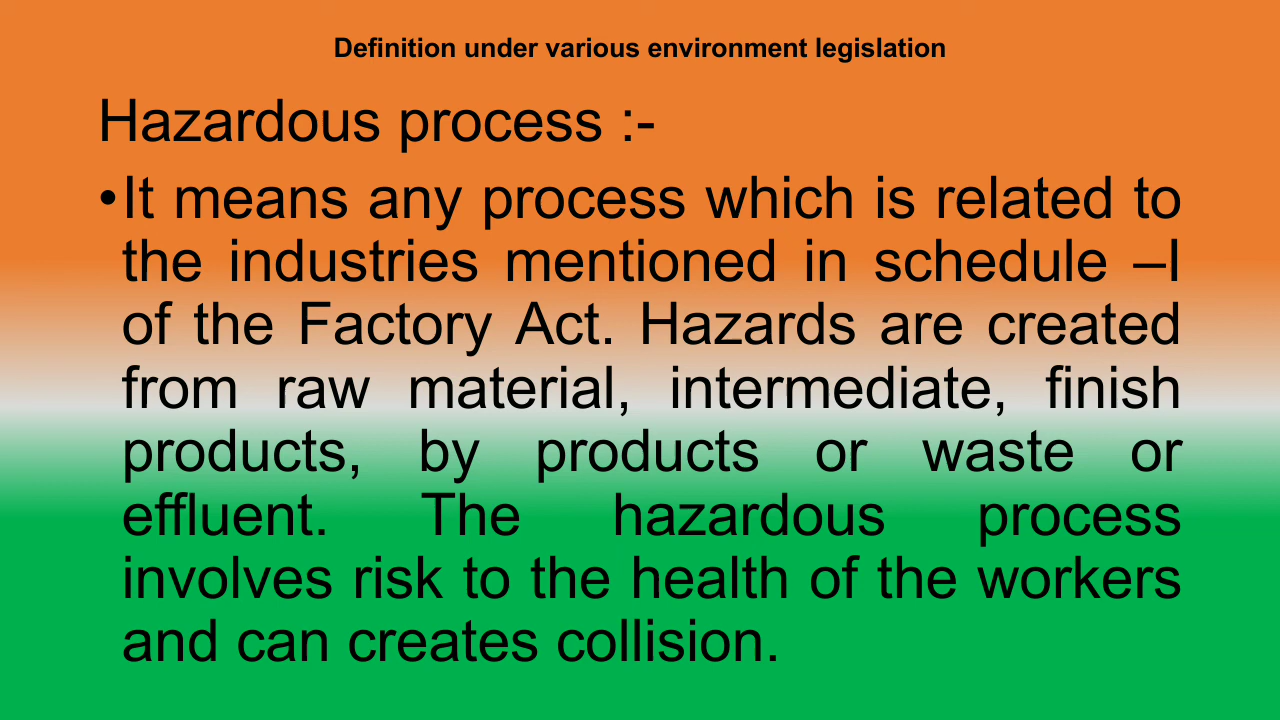 Definition under various environment legislation
Hazardous process :-
•It means any process which is related to
the industries mentioned in schedule –I
of the Factory Act. Hazards are created
from raw material, intermediate, finish
products, by products or waste or
effluent. The hazardous process
involves risk to the health of the workers
and can creates collision.